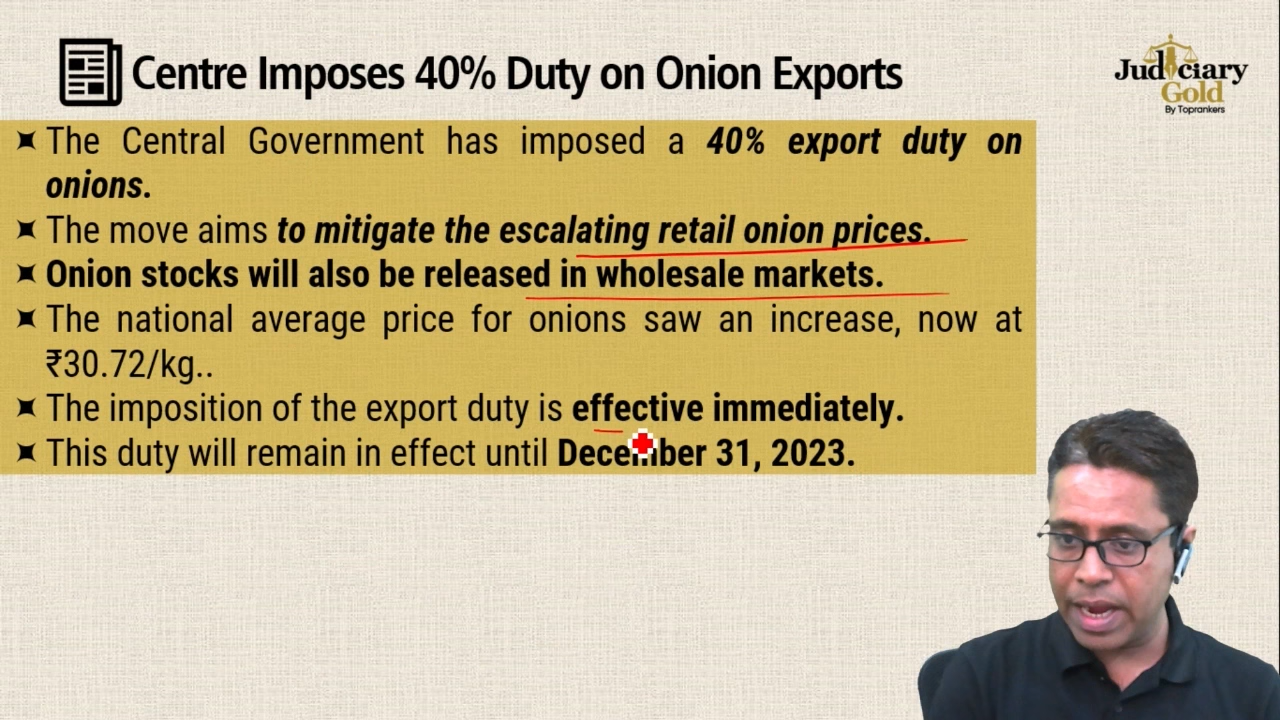 Centre Imposes 40% Duty on Onion Exports
Judiciary
Gold
By Toprankers
The Central Government has imposed a 40% export duty on
onions.
The move aims to mitigate the escalating retail onion prices.
Onion stocks will also be released in wholesale markets.
The national average price for onions saw an increase, now at
₹30.72/kg..
The imposition of the export duty is effective immediately.
This duty will remain in effect until December 31, 2023.